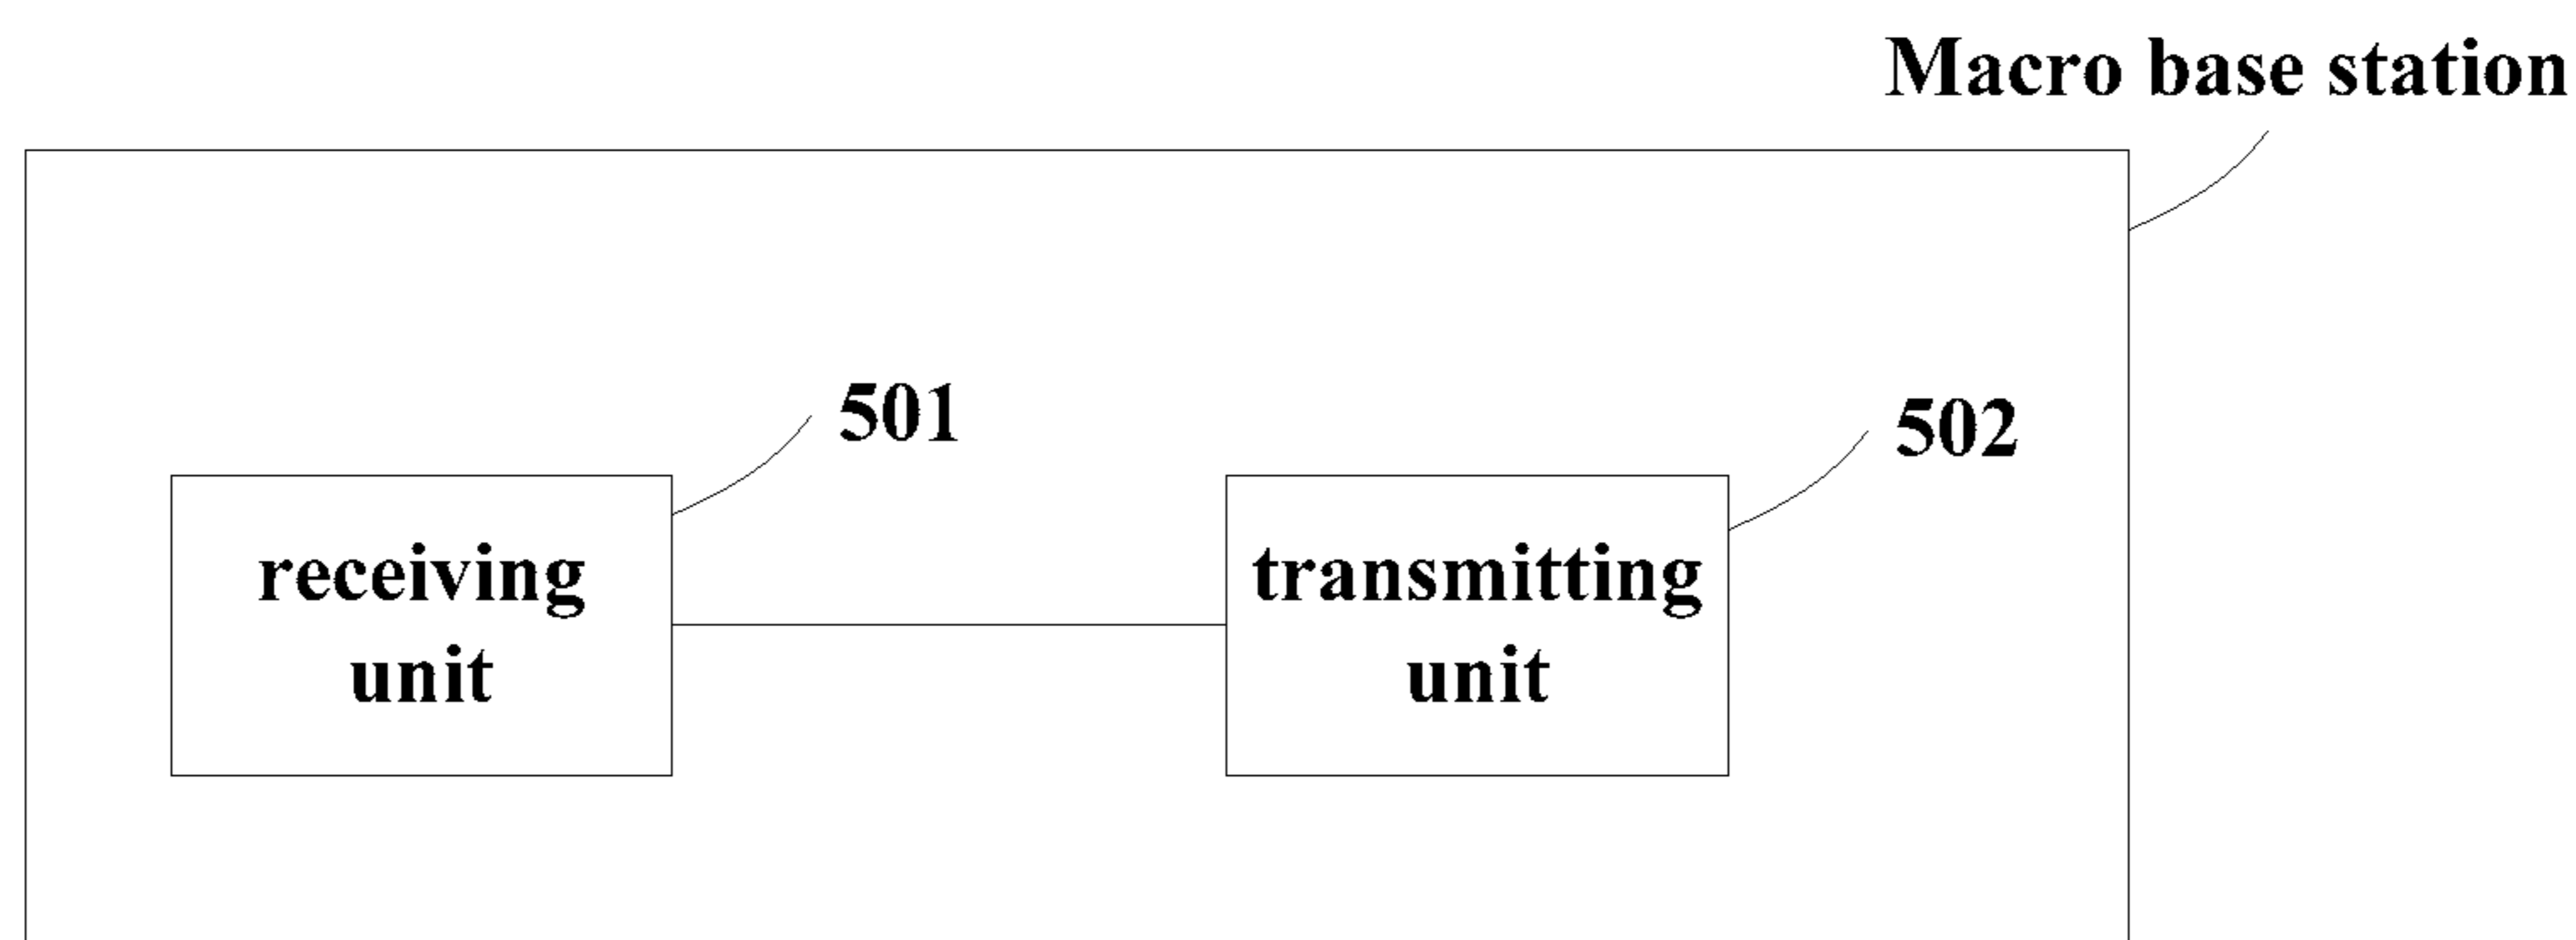 Macro base station
501
502
receiving
unit
transmitting
unit